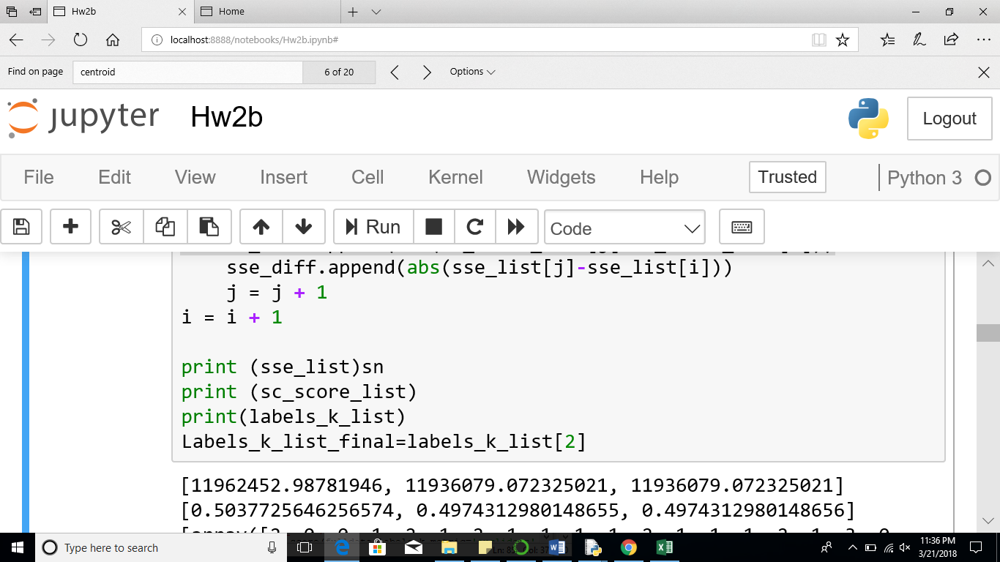 Hw2b
Home
localhost:8888/notebooks/Hw2b.ipynb#
Find on page
centroid
6 of 20
Options
jupyter
Hw2b
Logout
File Edit View Insert Cell Kernel Widgets Help
Trusted
Python 3
Run
Code
sse_diff.append(abs(sse_list[j]-sse_list[i]))
j = j + 1
i = i + 1
print (sse_list)sn
print (sc_score_list)
print(labels_k_list)
Labels_k_list_final=labels_k_list[2]
[11962452.98781946, 11936079.072325021, 11936079.072325021]
[0.5037725646256574, 0.4974312980148655, 0.4974312980148656]
Type here to search
11:36 PM
3/21/2018